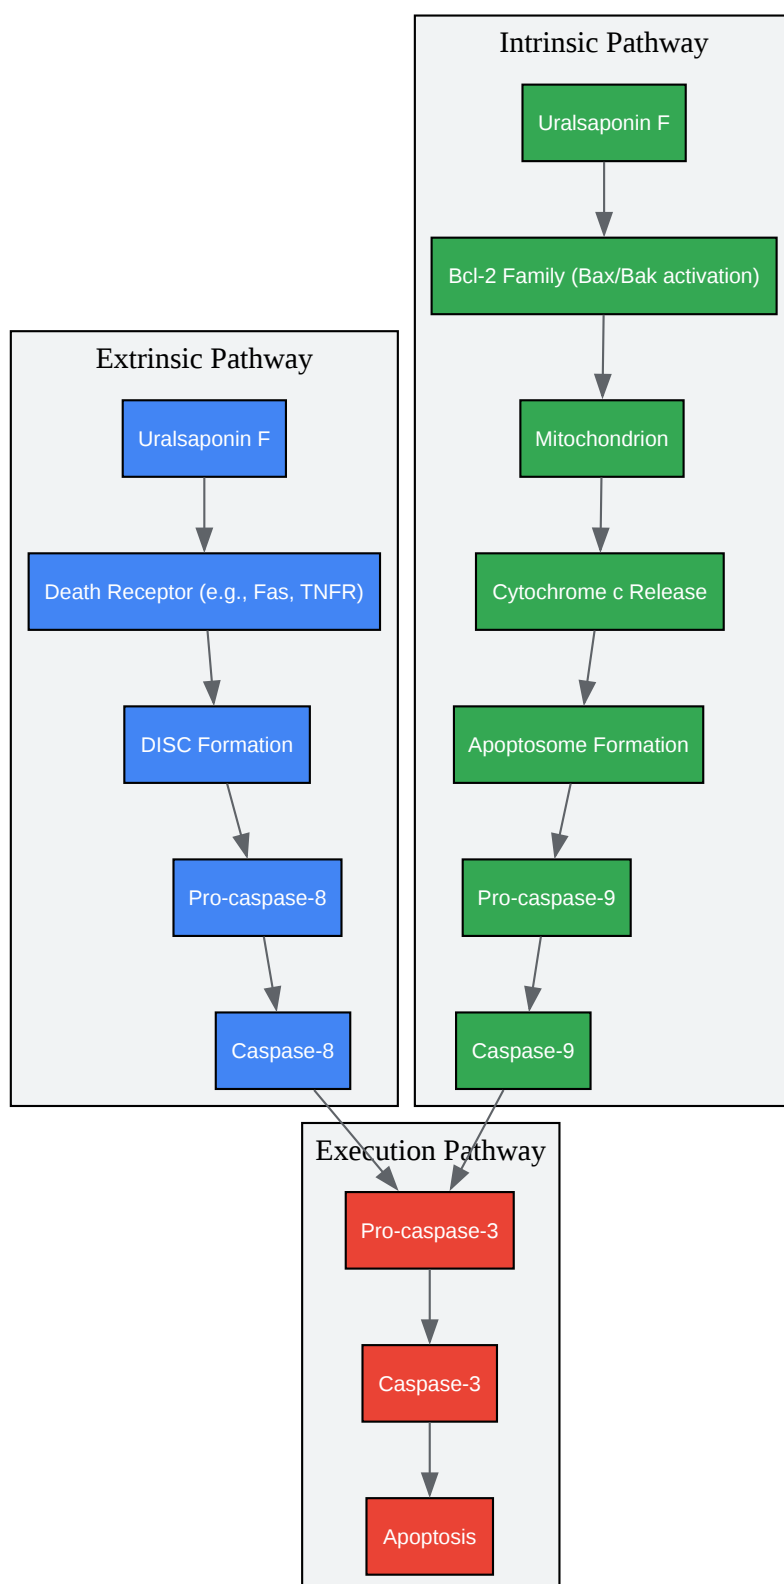 Intrinsic Pathway
Uralsaponin F
Bcl-2 Family (Bax/Bak activation)
Mitochondrion
Cytochrome c Release
Apoptosome Formation
Pro-caspase-9
Caspase-9
Extrinsic Pathway
Uralsaponin F
Death Receptor (e.g., Fas, TNFR)
DISC Formation
Pro-caspase-8
Caspase-8
Execution Pathway
Pro-caspase-3
Caspase-3
Apoptosis